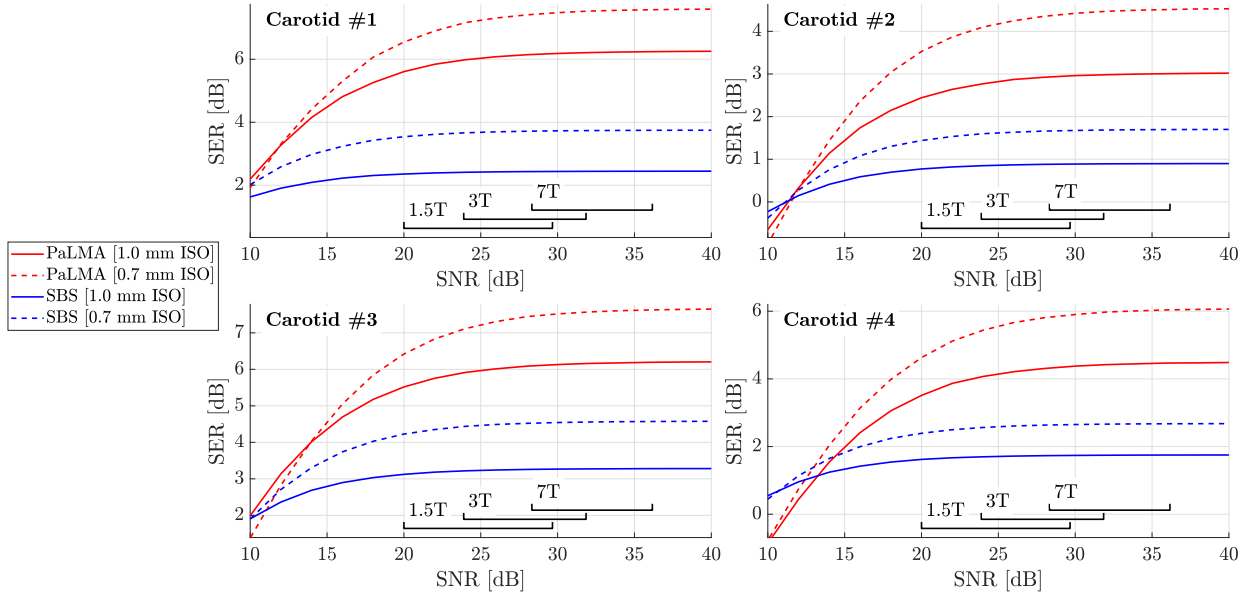 Carotid #1
6
4
2
SER [dB]
1.5T
3T
7T
10 15 20 25 30 35 40
SNR [dB]
Carotid #2
4
3
2
1
0
SER [dB]
1.5T
3T
7T
10 15 20 25 30 35 40
SNR [dB]
PaLMA [1.0 mm ISO]
PaLMA [0.7 mm ISO]
SBS [1.0 mm ISO]
SBS [0.7 mm ISO]
Carotid #3
7
6
5
4
3
2
SER [dB]
1.5T
3T
7T
10 15 20 25 30 35 40
SNR [dB]
Carotid #4
6
4
2
0
SER [dB]
1.5T
3T
7T
10 15 20 25 30 35 40
SNR [dB]